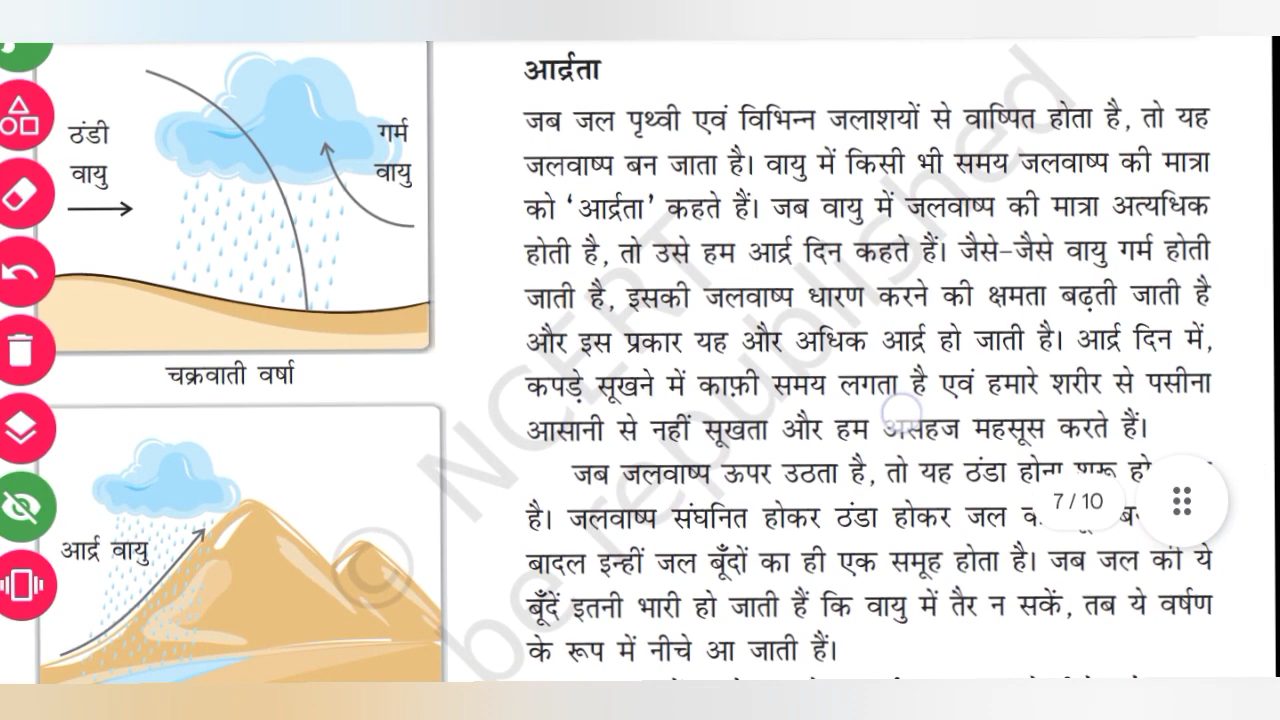 ठंडी
वायु
गर्म
वायु
चक्रवाती वर्षा
आर्द्र वायु
आर्द्रता
जब जल पृथ्वी एवं विभिन्न जलाशयों से वाष्पित होता है, तो यह
जलवाष्प बन जाता है। वायु में किसी भी समय जलवाष्प की मात्रा
को ‘आर्द्रता’ कहते हैं। जब वायु में जलवाष्प की मात्रा अत्यधिक
होती है, तो उसे हम आर्द्र दिन कहते हैं। जैसे-जैसे वायु गर्म होती
जाती है, इसकी जलवाष्प धारण करने की क्षमता बढ़ती जाती है
और इस प्रकार यह और अधिक आर्द्र हो जाती है। आर्द्र दिन में,
कपड़े सूखने में काफ़ी समय लगता है एवं हमारे शरीर से पसीना
आसानी से नहीं सूखता और हम असहज महसूस करते हैं।
जब जलवाष्प ऊपर उठता है, तो यह ठंडा होना शुरू हो
है। जलवाष्प संघनित होकर ठंडा होकर जल
बादल इन्हीं जल बूँदों का ही एक समूह होता है। जब जल की ये
बूँदें इतनी भारी हो जाती हैं कि वायु में तैर न सकें, तब ये वर्षण
के रूप में नीचे आ जाती हैं।
7 / 10
© NCERT
be republished